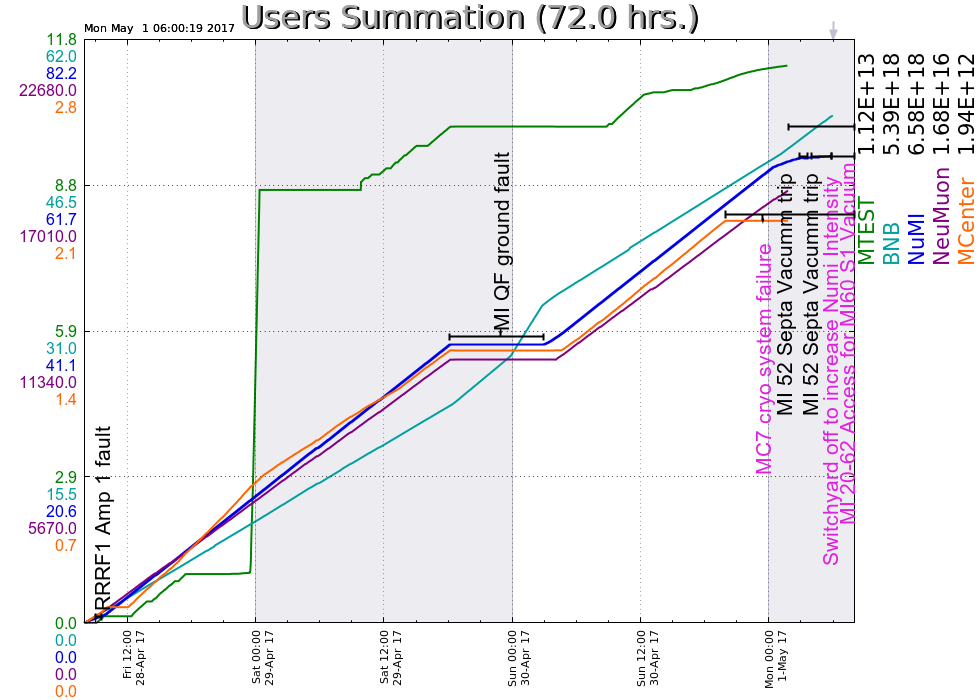 Users Summation (72.0 hrs.)
Mon May 1 06:00:19 2017
11.8
62.0
82.2
22680.0
2.8
8.8
46.5
61.7
17010.0
2.1
5.9
31.0
41.1
11340.0
1.4
2.9
15.5
20.6
5670.0
0.7
0.0
0.0
0.0
0.0
0.0
RRRF1 Amp 1 fault
MI QF ground fault
MC7 cryo system failure
MI 52 Septa Vacumm trip
MI 52 Septa Vacumm trip
Switchyard off to increase Numi Intensity
MI 20-62 Access for MI60 S1 Vacuum
MTEST 1.12E+13
BNB 5.39E+18
NuMI 6.58E+18
NeuMuon 1.68E+16
MCenter 1.94E+12
Fri 12:00
28-Apr 17
Sat 00:00
29-Apr 17
Sat 12:00
29-Apr 17
Sun 00:00
30-Apr 17
Sun 12:00
30-Apr 17
Mon 00:00
1-May 17